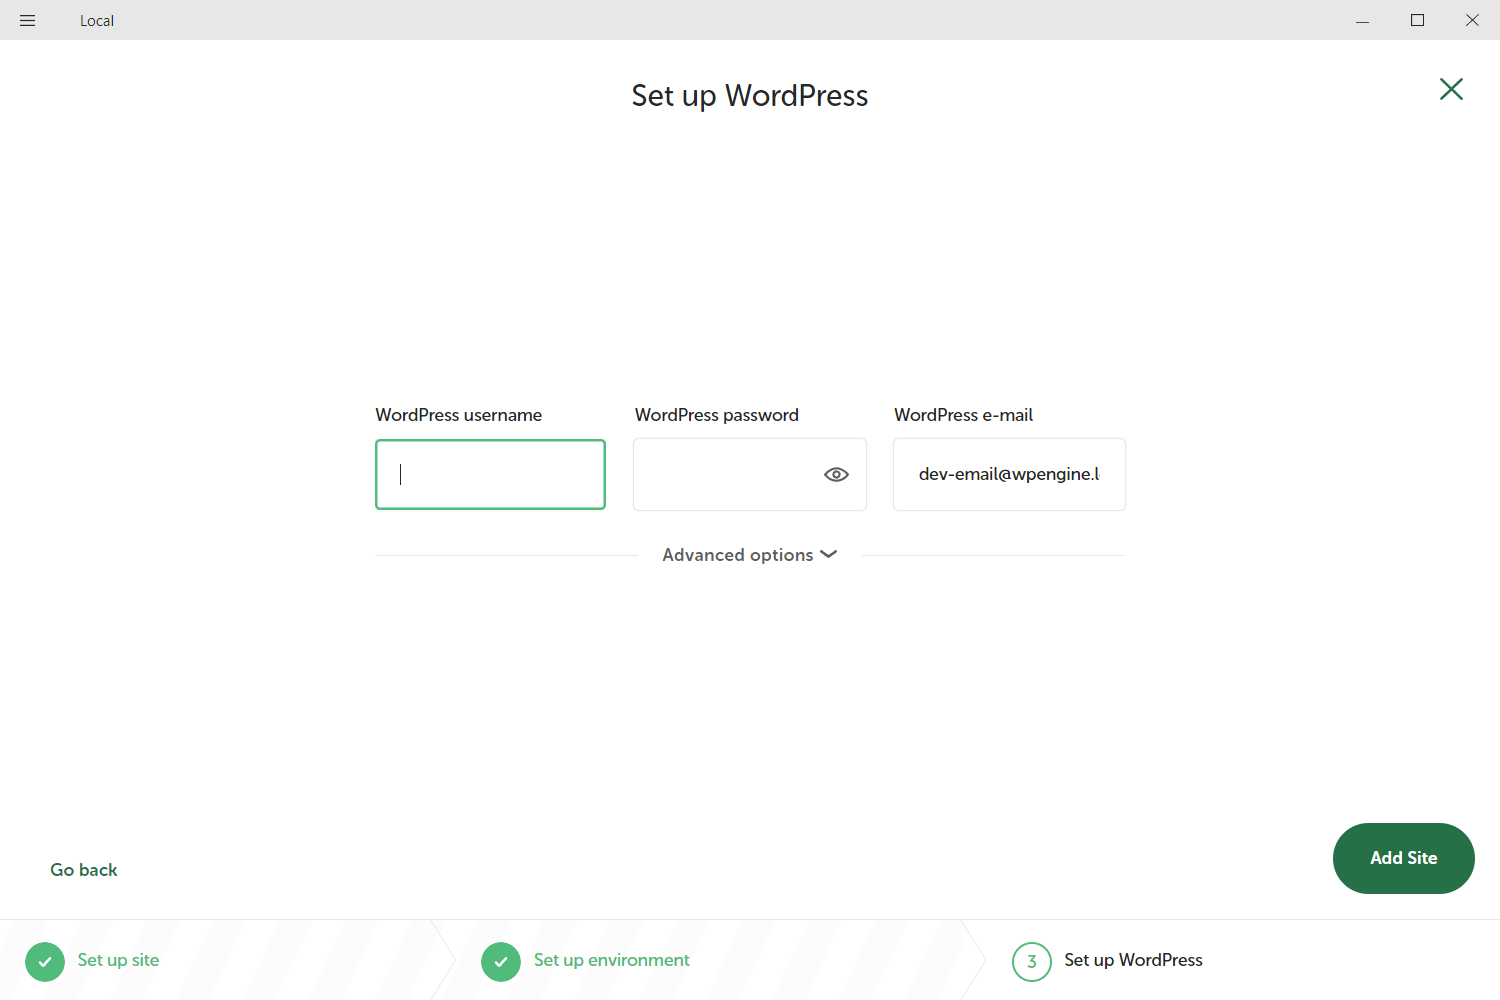 Local
Set up WordPress
WordPress username
WordPress password
WordPress e-mail
dev-email@wpengine.l
Advanced options
Go back
Add Site
Set up site
Set up environment
3 Set up WordPress